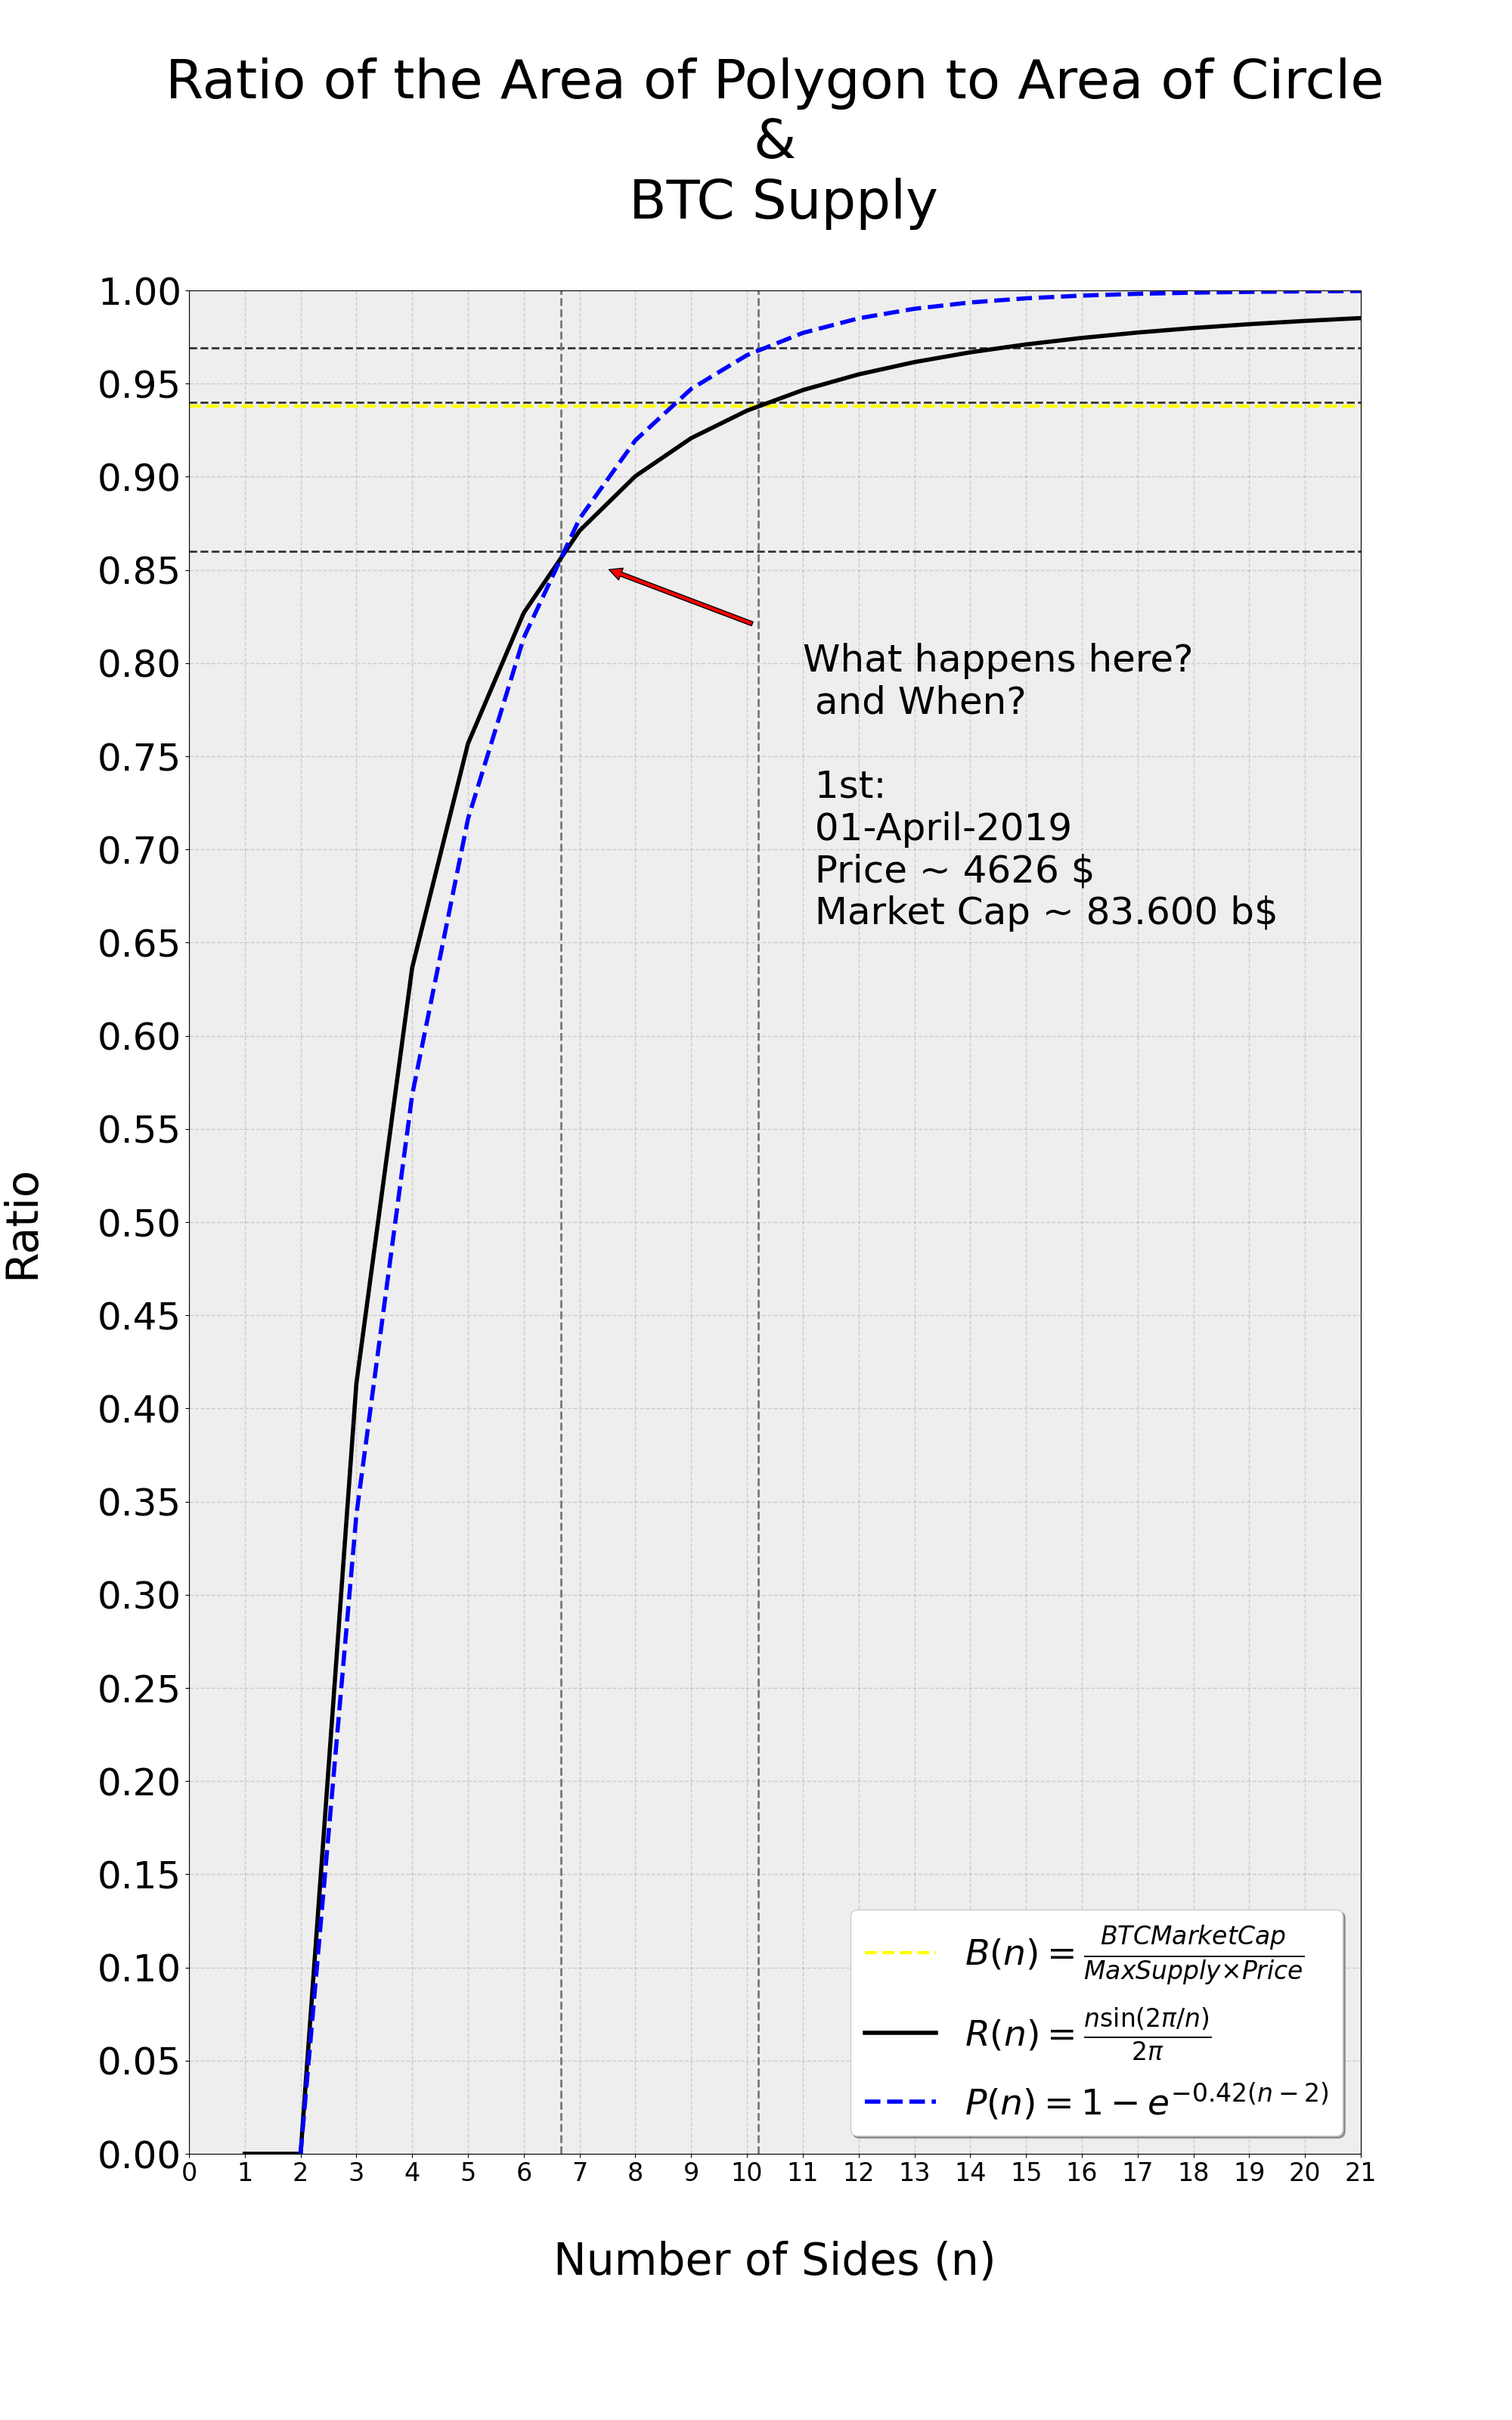 Ratio of the Area of Polygon to Area of Circle
&
BTC Supply
1.00
0.95
0.90
0.85
0.80
0.75
0.70
0.65
0.60
0.55
0.50
0.45
0.40
0.35
0.30
0.25
0.20
0.15
0.10
0.05
0.00
Ratio
What happens here?
and When?
1st:
01-April-2019
Price ~ 4626 $
Market Cap ~ 83.600 b$
B(n) = BTCMarketCap / MaxSupply×Price
R(n) = nsin(2π/n) / 2π
P(n) = 1 − e^−0.42(n − 2)
0 1 2 3 4 5 6 7 8 9 10 11 12 13 14 15 16 17 18 19 20 21
Number of Sides (n)